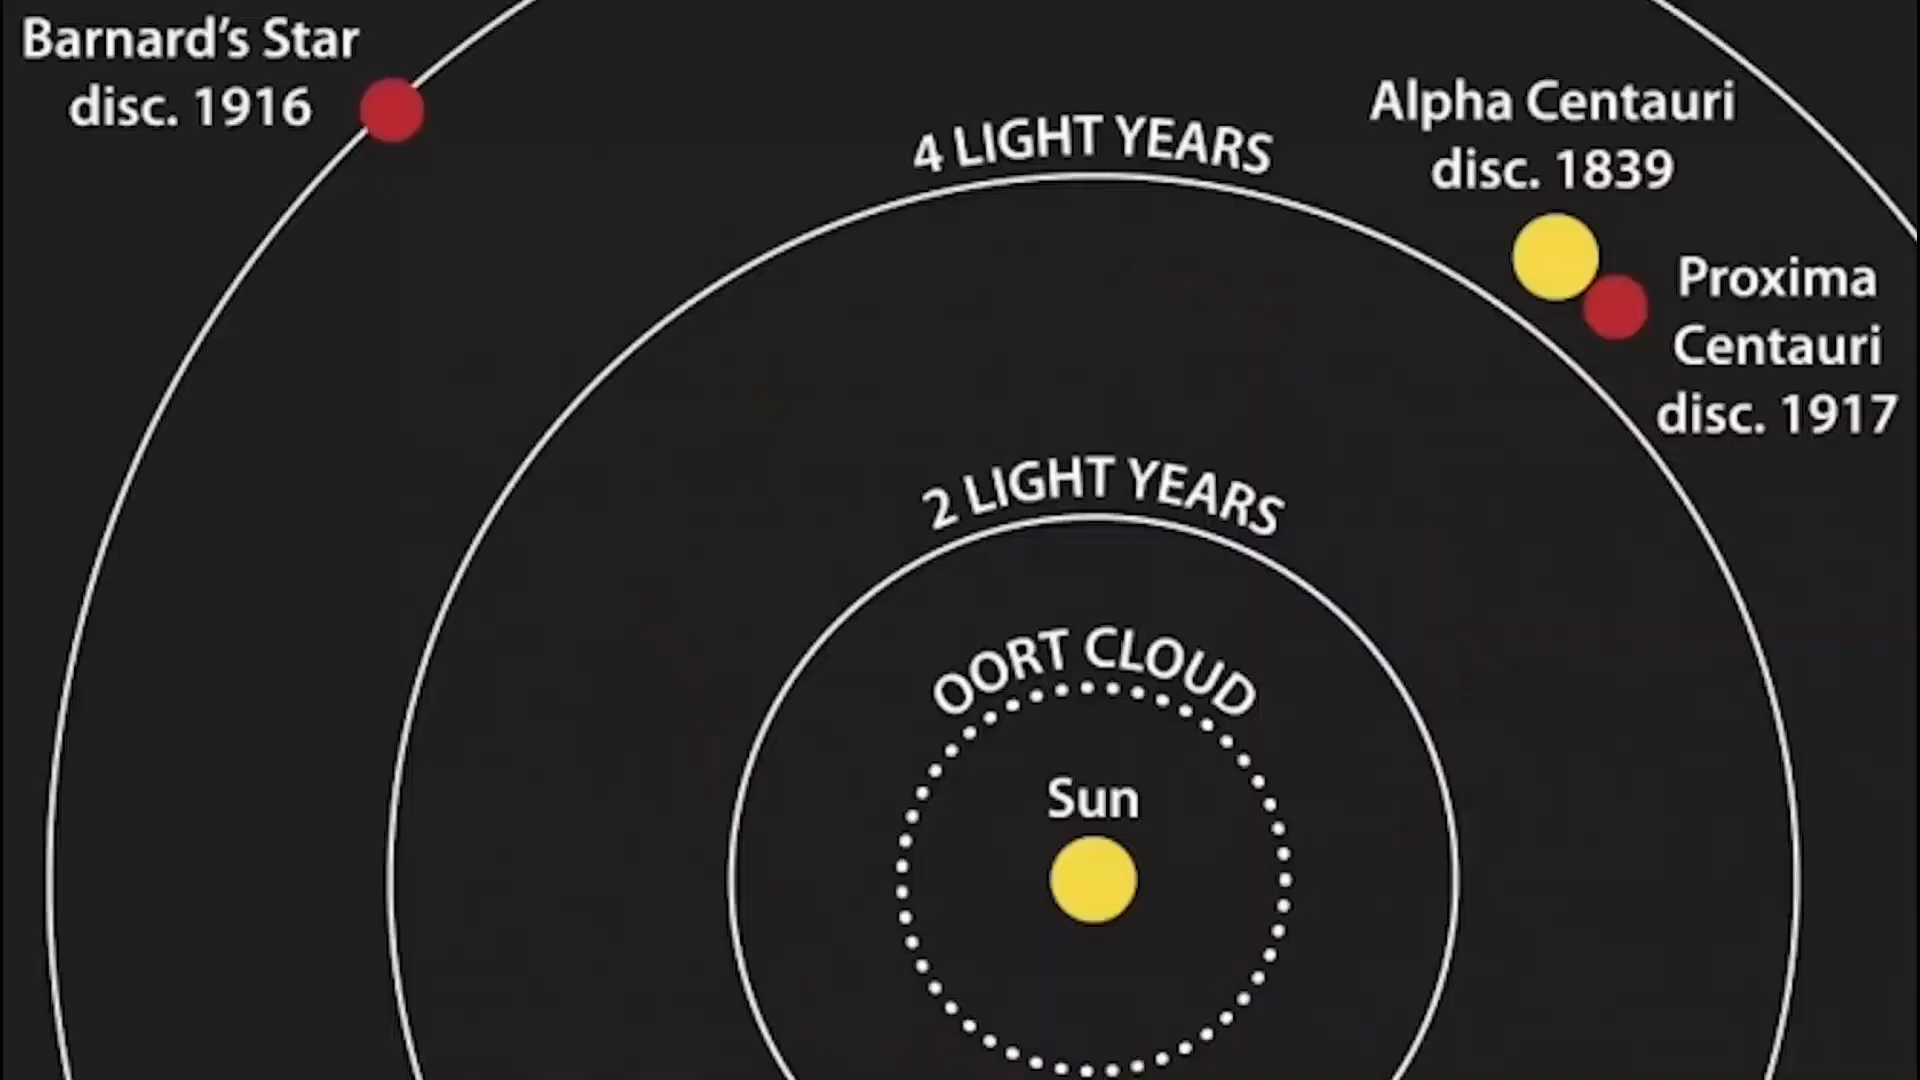 Barnard's Star
disc. 1916
4 LIGHT YEARS
Alpha Centauri
disc. 1839
Proxima
Centauri
disc. 1917
2 LIGHT YEARS
OORT CLOUD
Sun